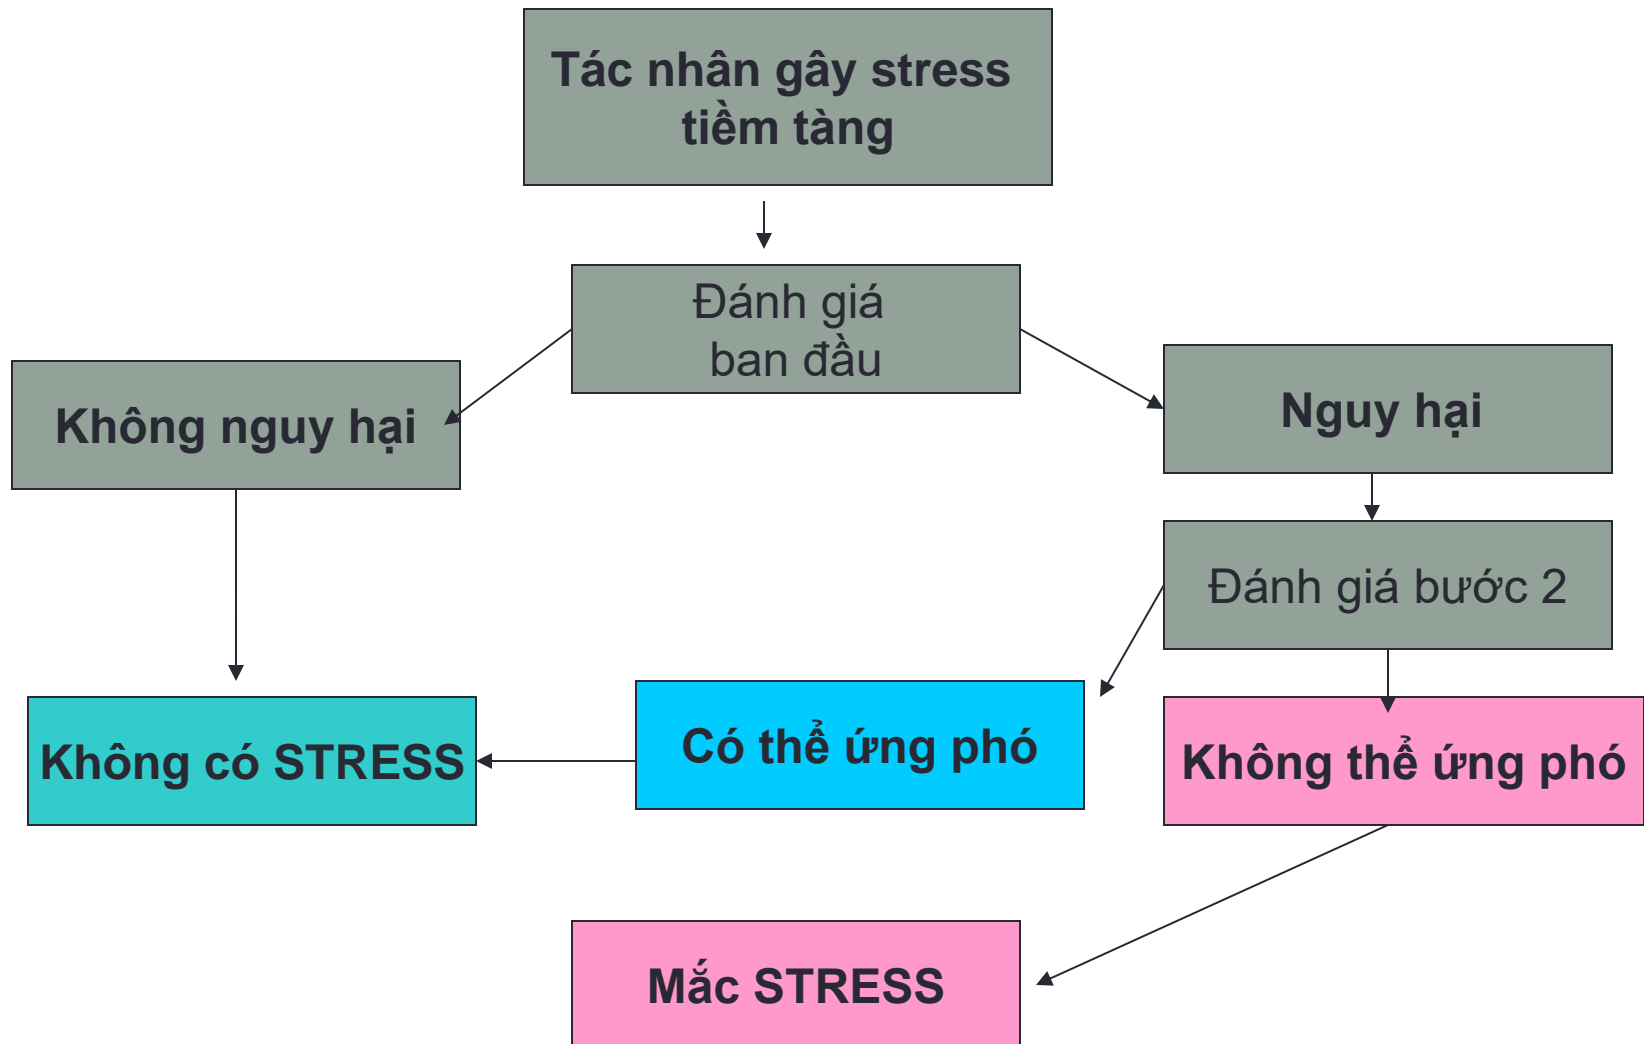 Tác nhân gây stress
tiềm tàng
Đánh giá
ban đầu
Không nguy hại
Nguy hại
Đánh giá bước 2
Không có STRESS
Có thể ứng phó
Không thể ứng phó
Mắc STRESS